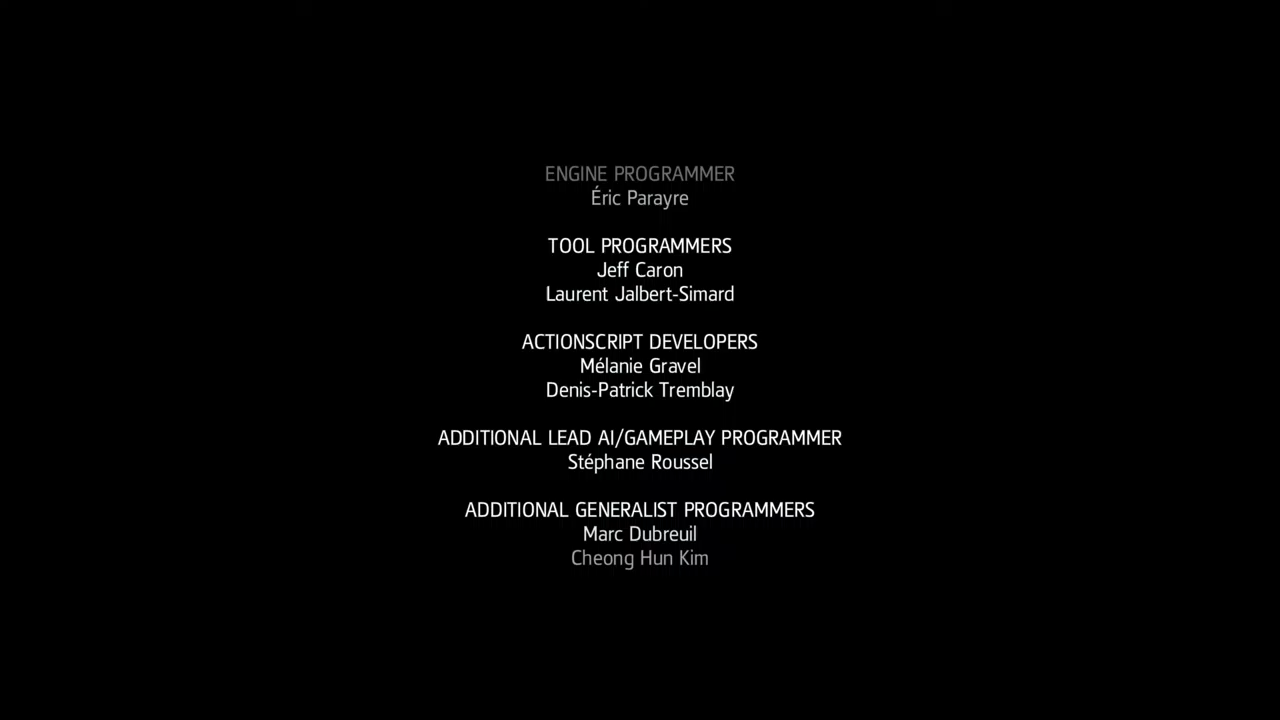 ENGINE PROGRAMMER
Éric Parayre
TOOL PROGRAMMERS
Jeff Caron
Laurent Jalbert-Simard
ACTIONSCRIPT DEVELOPERS
Mélanie Gravel
Denis-Patrick Tremblay
ADDITIONAL LEAD AI/GAMEPLAY PROGRAMMER
Stéphane Roussel
ADDITIONAL GENERALIST PROGRAMMERS
Marc Dubreuil
Cheong Hun Kim